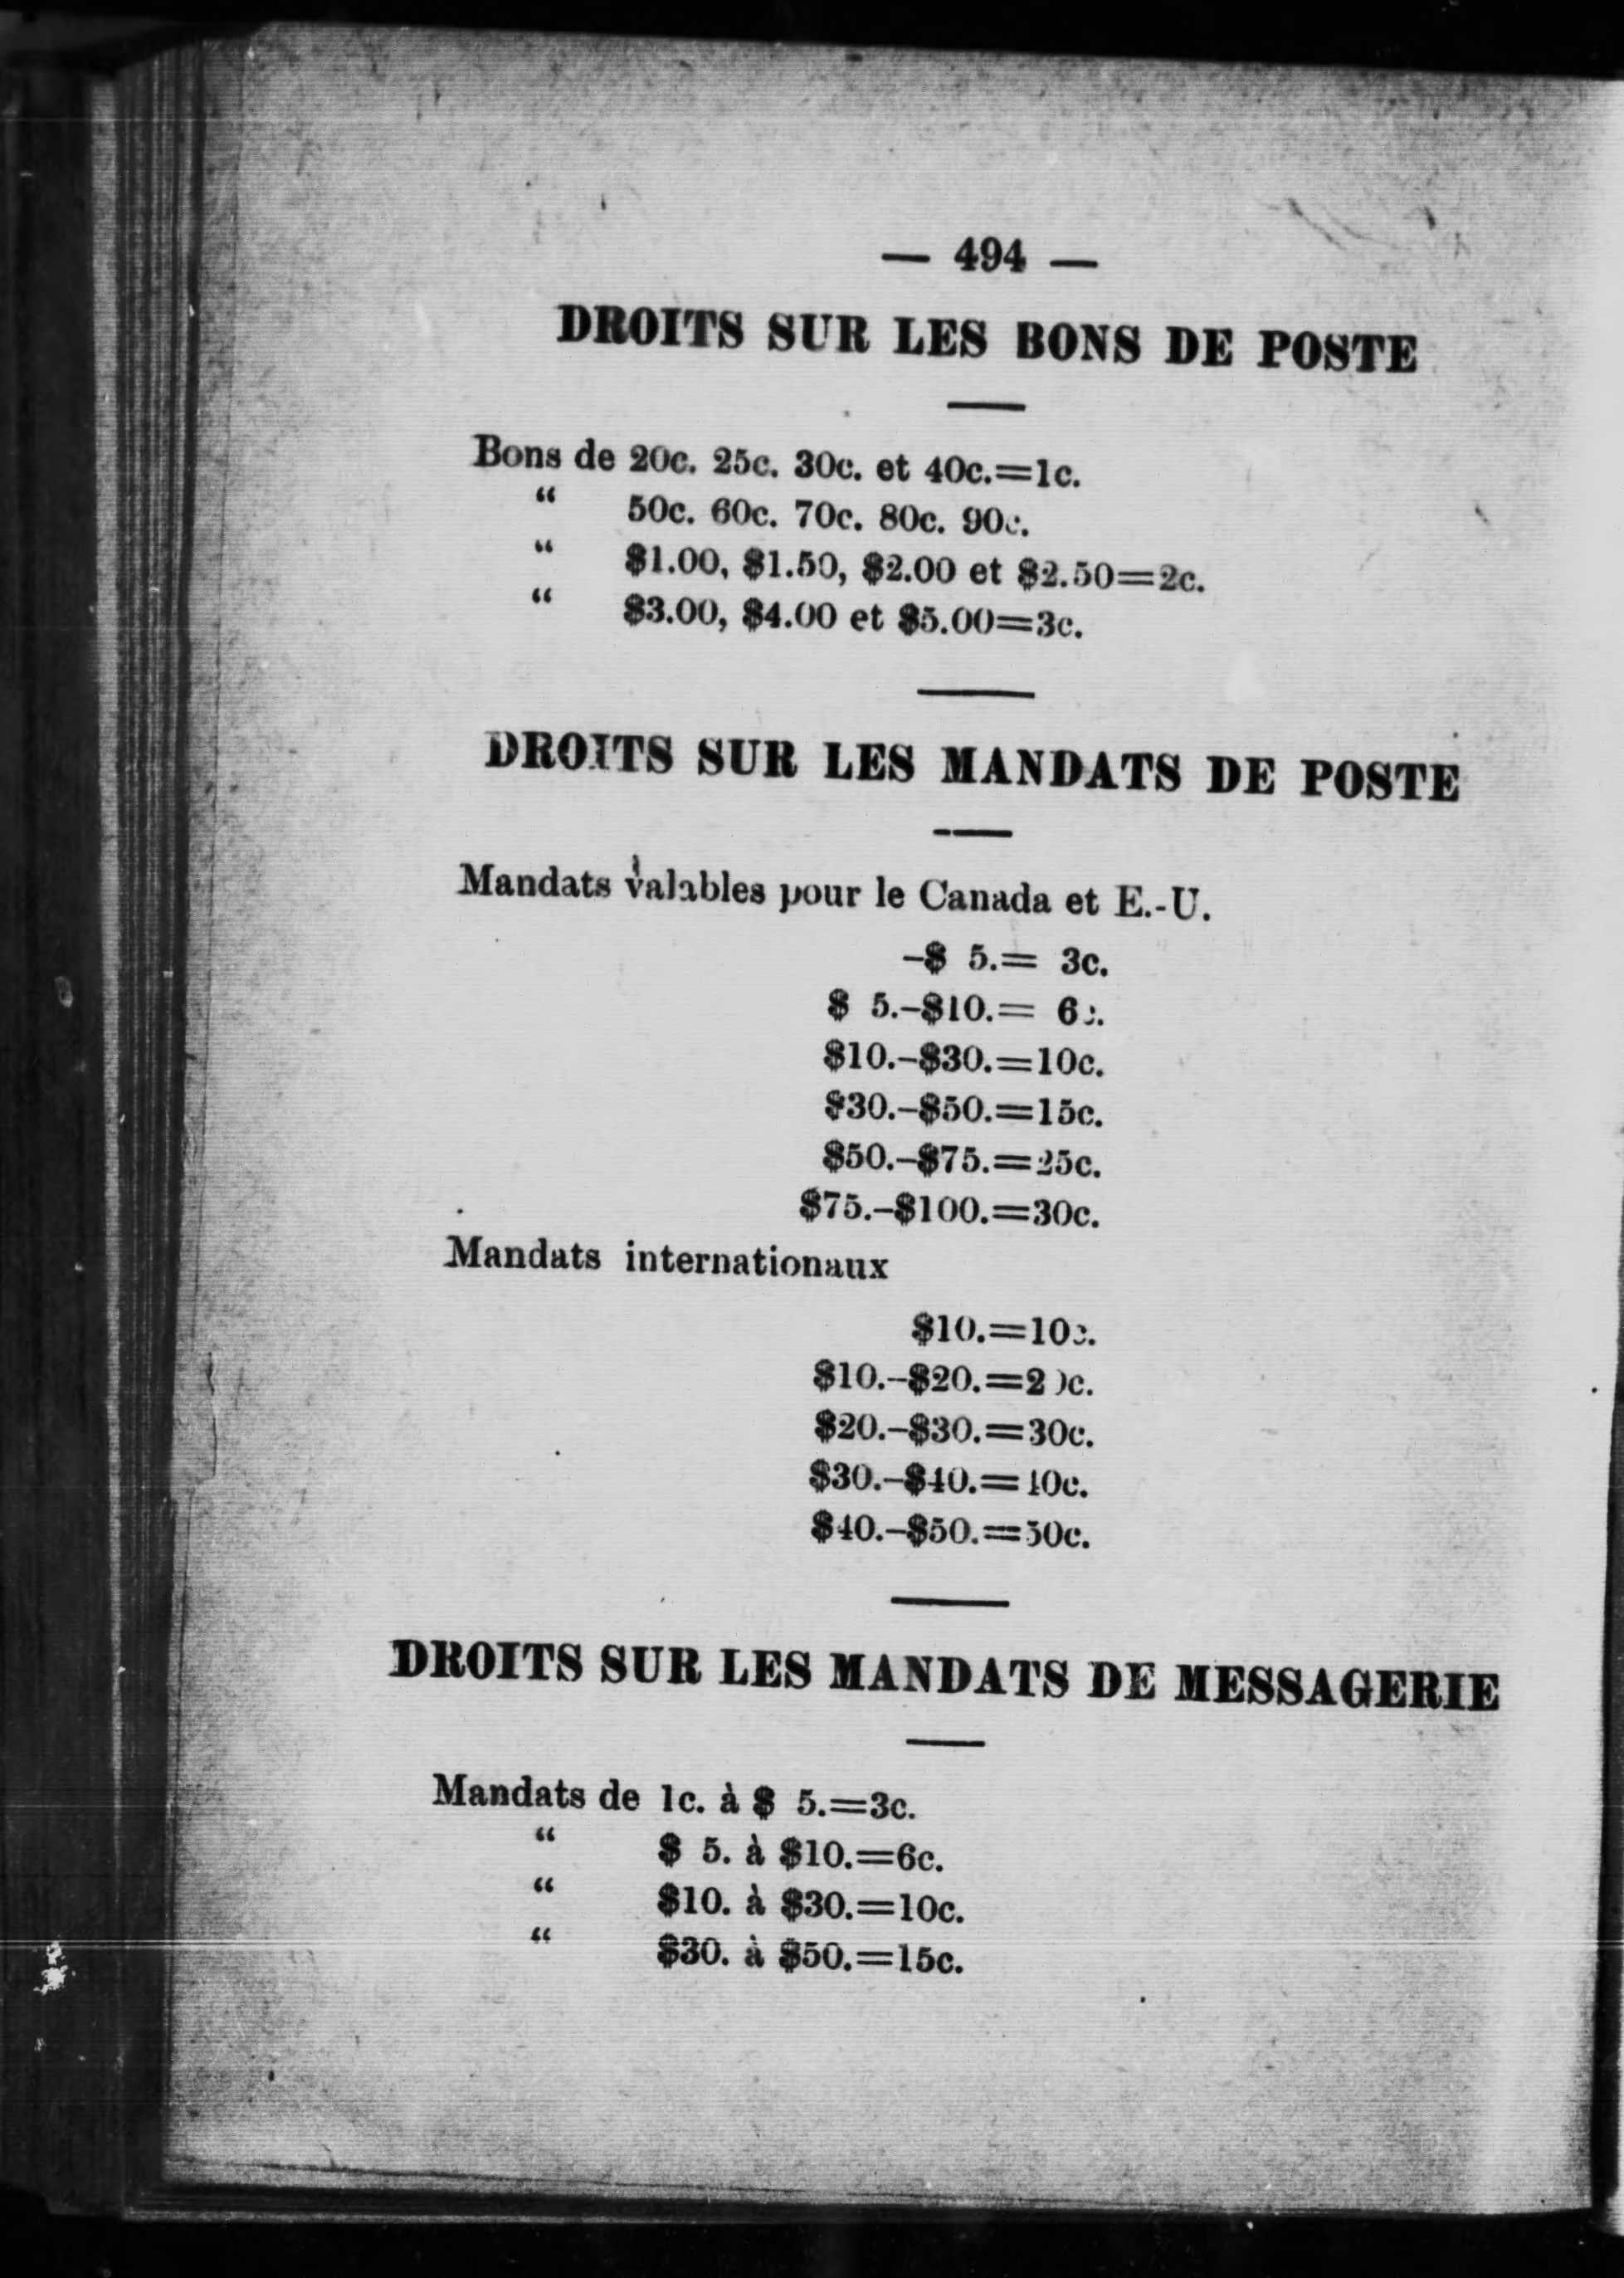 — 494 —
DROITS SUR LES BONS DE POSTE
Bons de 20c. 25c. 30c. et 40c.=1c.
“ 50c. 60c. 70c. 80c. 90c.
“ $1.00, $1.50, $2.00 et $2.50=2c.
“ $3.00, $4.00 et $5.00=3c.
DROITS SUR LES MANDATS DE POSTE
Mandats valables pour le Canada et E.-U.
–$ 5.= 3c.
$ 5.–$10.= 6c.
$10.–$30.=10c.
$30.–$50.=15c.
$50.–$75.=25c.
$75.–$100.=30c.
Mandats internationaux
$10.=10c.
$10.–$20.=20c.
$20.–$30.=30c.
$30.–$40.=40c.
$40.–$50.=50c.
DROITS SUR LES MANDATS DE MESSAGERIE
Mandats de 1c. à $ 5.=3c.
“ $ 5. à $10.=6c.
“ $10. à $30.=10c.
“ $30. à $50.=15c.